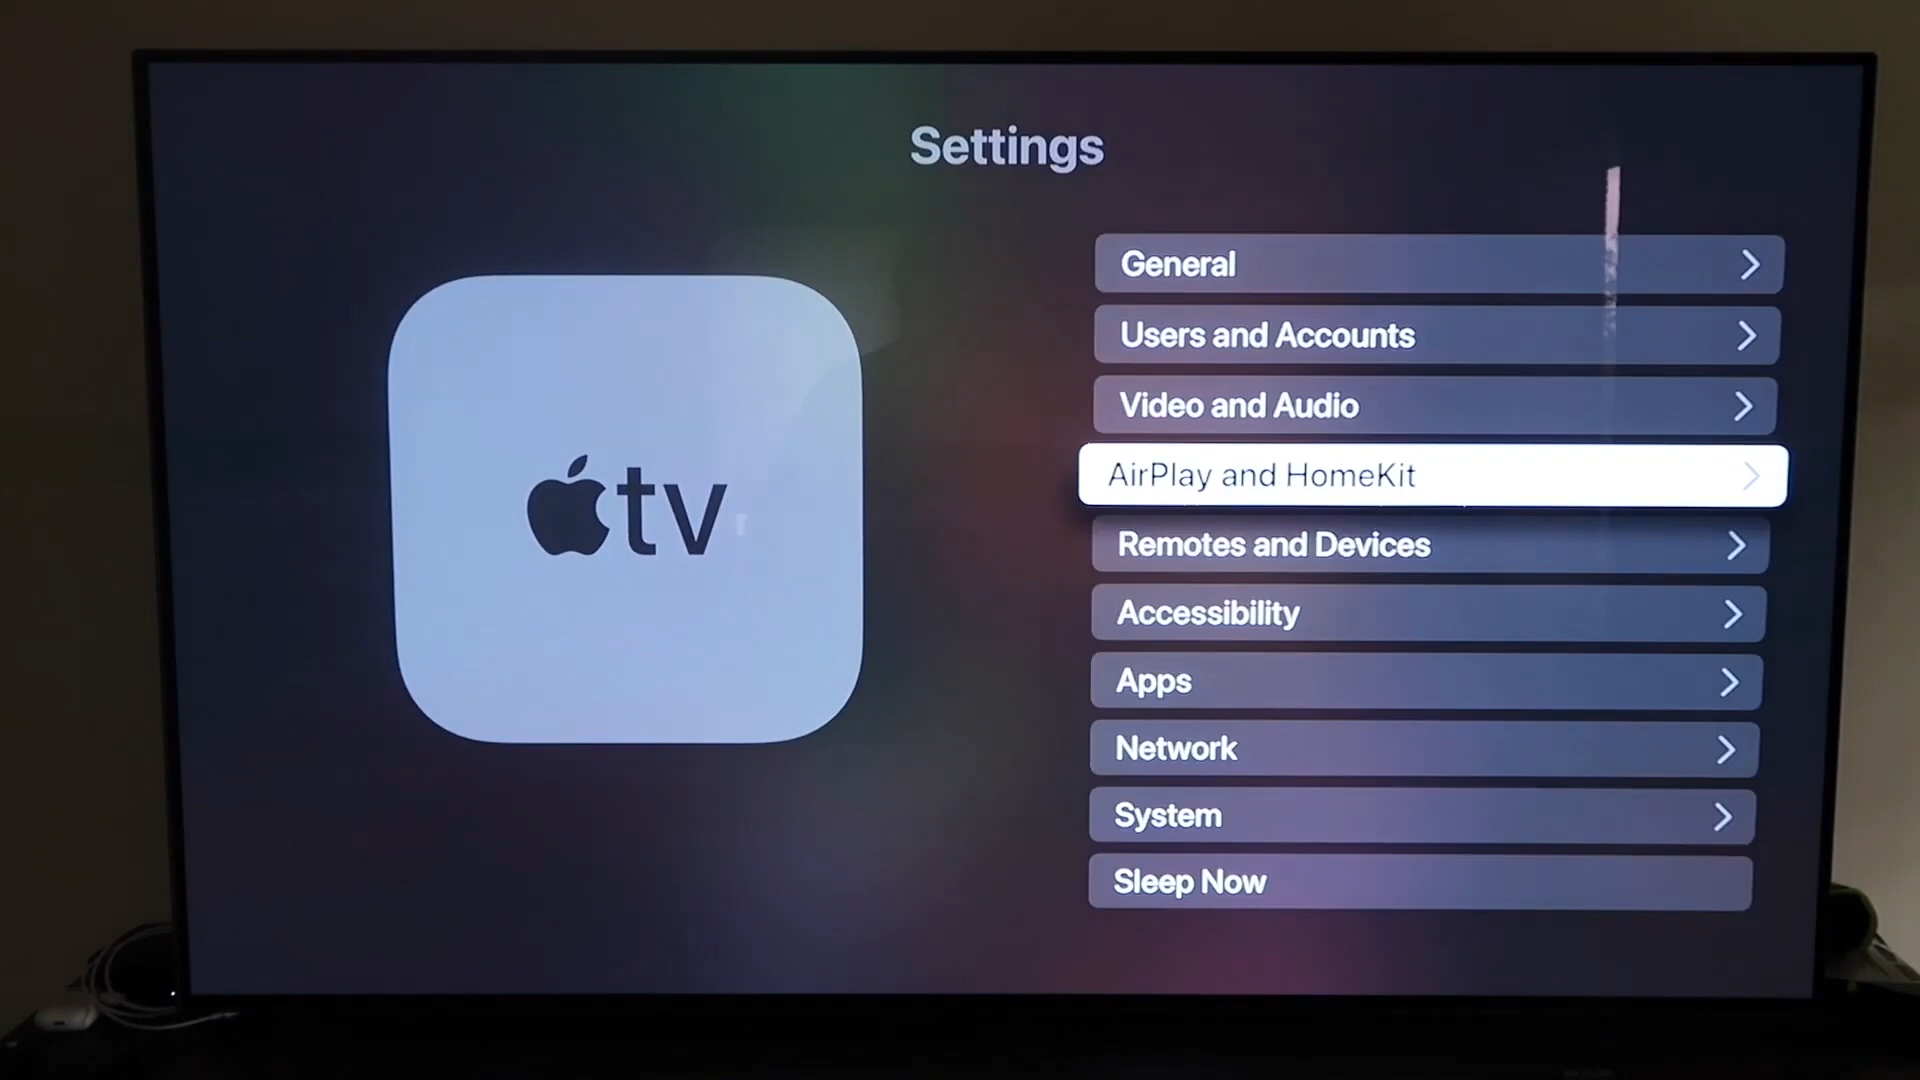 Settings
General
Users and Accounts
Video and Audio
AirPlay and HomeKit
Remotes and Devices
Accessibility
Apps
Network
System
Sleep Now
tv